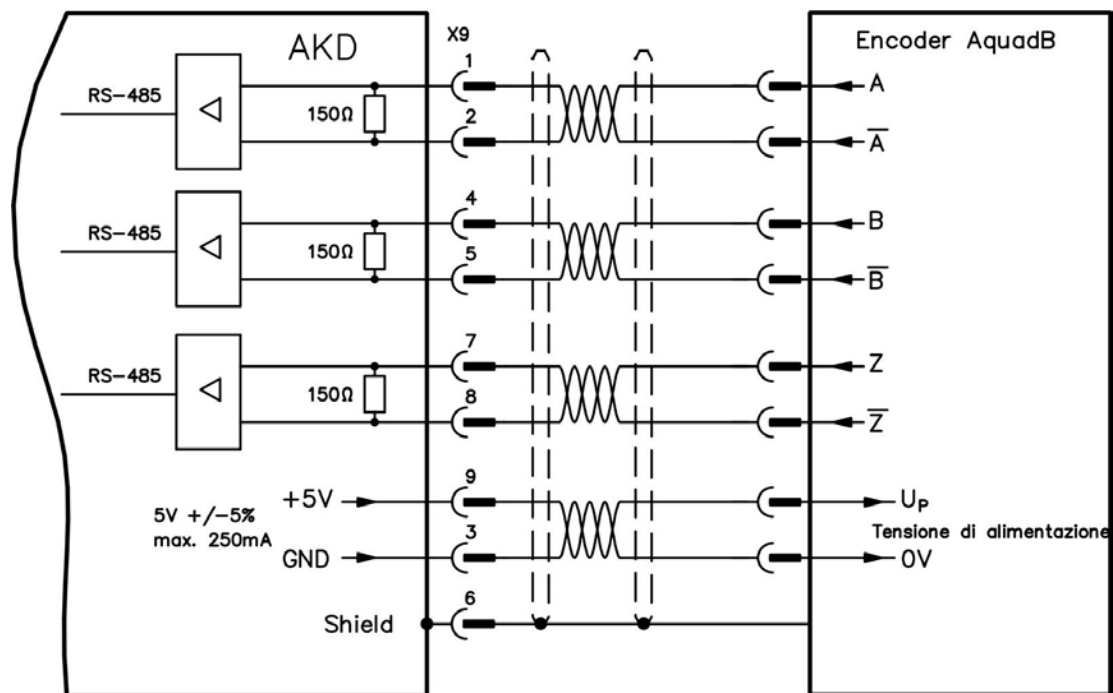 AKD
X9
Encoder AquadB
1
RS-485
150Ω
A
2
A̅
4
RS-485
150Ω
B
5
B̅
7
RS-485
150Ω
Z
8
Z̅
9
+5V
UP
5V +/-5%
max. 250mA
Tensione di alimentazione
3
GND
0V
6
Shield